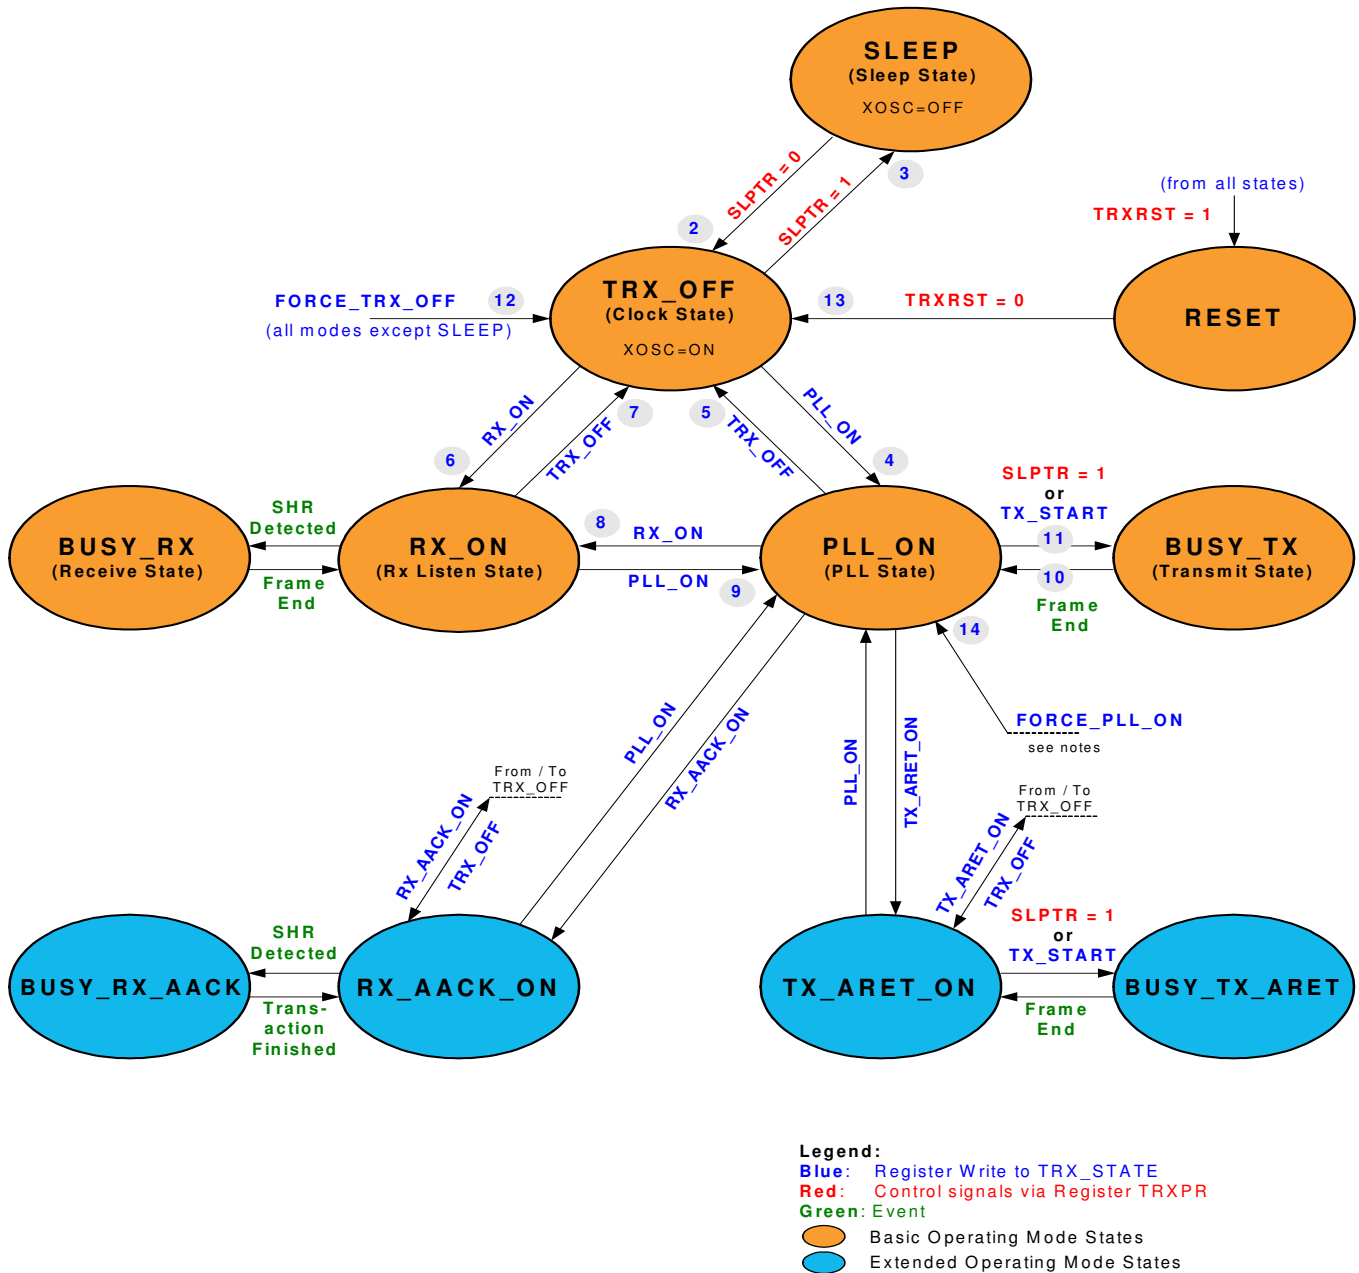 SLEEP
(Sleep State)
XOSC=OFF
SLPTR = 0
SLPTR = 1
3
2
(from all states)
TRXRST = 1
FORCE_TRX_OFF
12
(all modes except SLEEP)
TRX_OFF
(Clock State)
XOSC=ON
13
TRXRST = 0
RESET
RX_ON
TRX_OFF
7
6
5
TRX_OFF
PLL_ON
4
SHR
Detected
BUSY_RX
(Receive State)
Frame
End
RX_ON
(Rx Listen State)
8
RX_ON
PLL_ON
9
PLL_ON
(PLL State)
SLPTR = 1
or
TX_START
11
10
Frame
End
BUSY_TX
(Transmit State)
14
FORCE_PLL_ON
see notes
PLL_ON
RX_AACK_ON
PLL_ON
TX_ARET_ON
From / To
TRX_OFF
RX_AACK_ON
TRX_OFF
From / To
TRX_OFF
TX_ARET_ON
TRX_OFF
SHR
Detected
BUSY_RX_AACK
Trans-
action
Finished
RX_AACK_ON
TX_ARET_ON
SLPTR = 1
or
TX_START
Frame
End
BUSY_TX_ARET
Legend:
Blue: Register Write to TRX_STATE
Red: Control signals via Register TRXPR
Green: Event
Basic Operating Mode States
Extended Operating Mode States